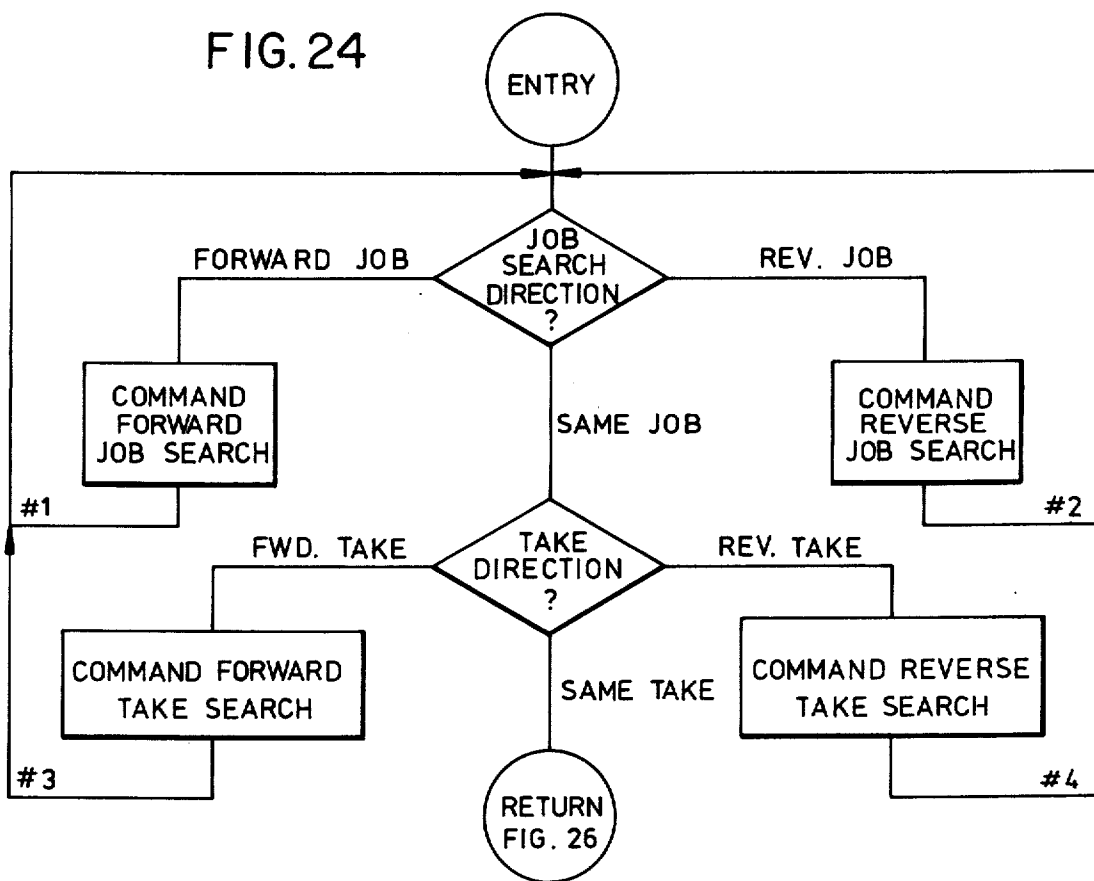 FIG. 24
ENTRY
FORWARD JOB
JOB
SEARCH
DIRECTION
?
REV. JOB
COMMAND
FORWARD
JOB SEARCH
SAME JOB
COMMAND
REVERSE
JOB SEARCH
#1
#2
FWD. TAKE
TAKE
DIRECTION
?
REV. TAKE
COMMAND FORWARD
TAKE SEARCH
SAME TAKE
COMMAND REVERSE
TAKE SEARCH
#3
#4
RETURN
FIG. 26